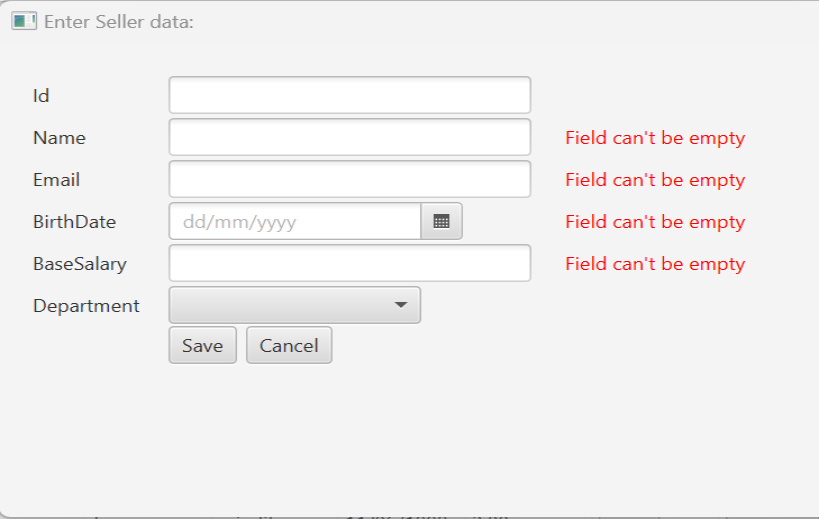 Enter Seller data:
Id
Name Field can't be empty
Email Field can't be empty
BirthDate dd/mm/yyyy Field can't be empty
BaseSalary Field can't be empty
Department
Save Cancel